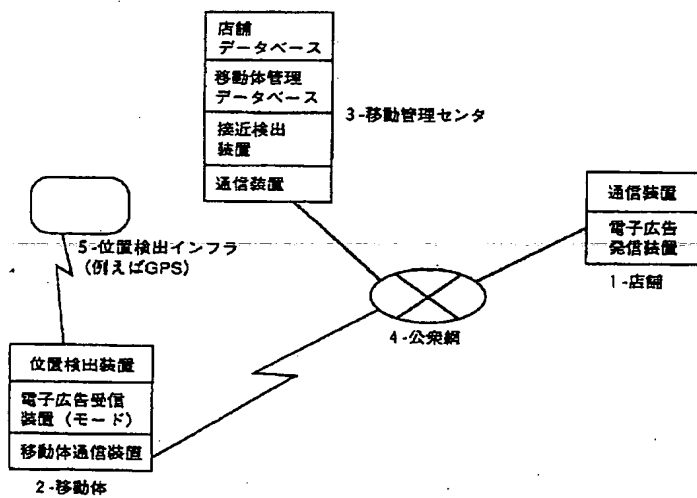 店舗
データベース
移動体管理
データベース
接近検出
装置
通信装置
3-移動管理センタ
通信装置
電子広告
発信装置
1-店舗
5-位置検出インフラ
(例えばGPS)
4-公衆網
位置検出装置
電子広告受信
装置(モード)
移動体通信装置
2-移動体